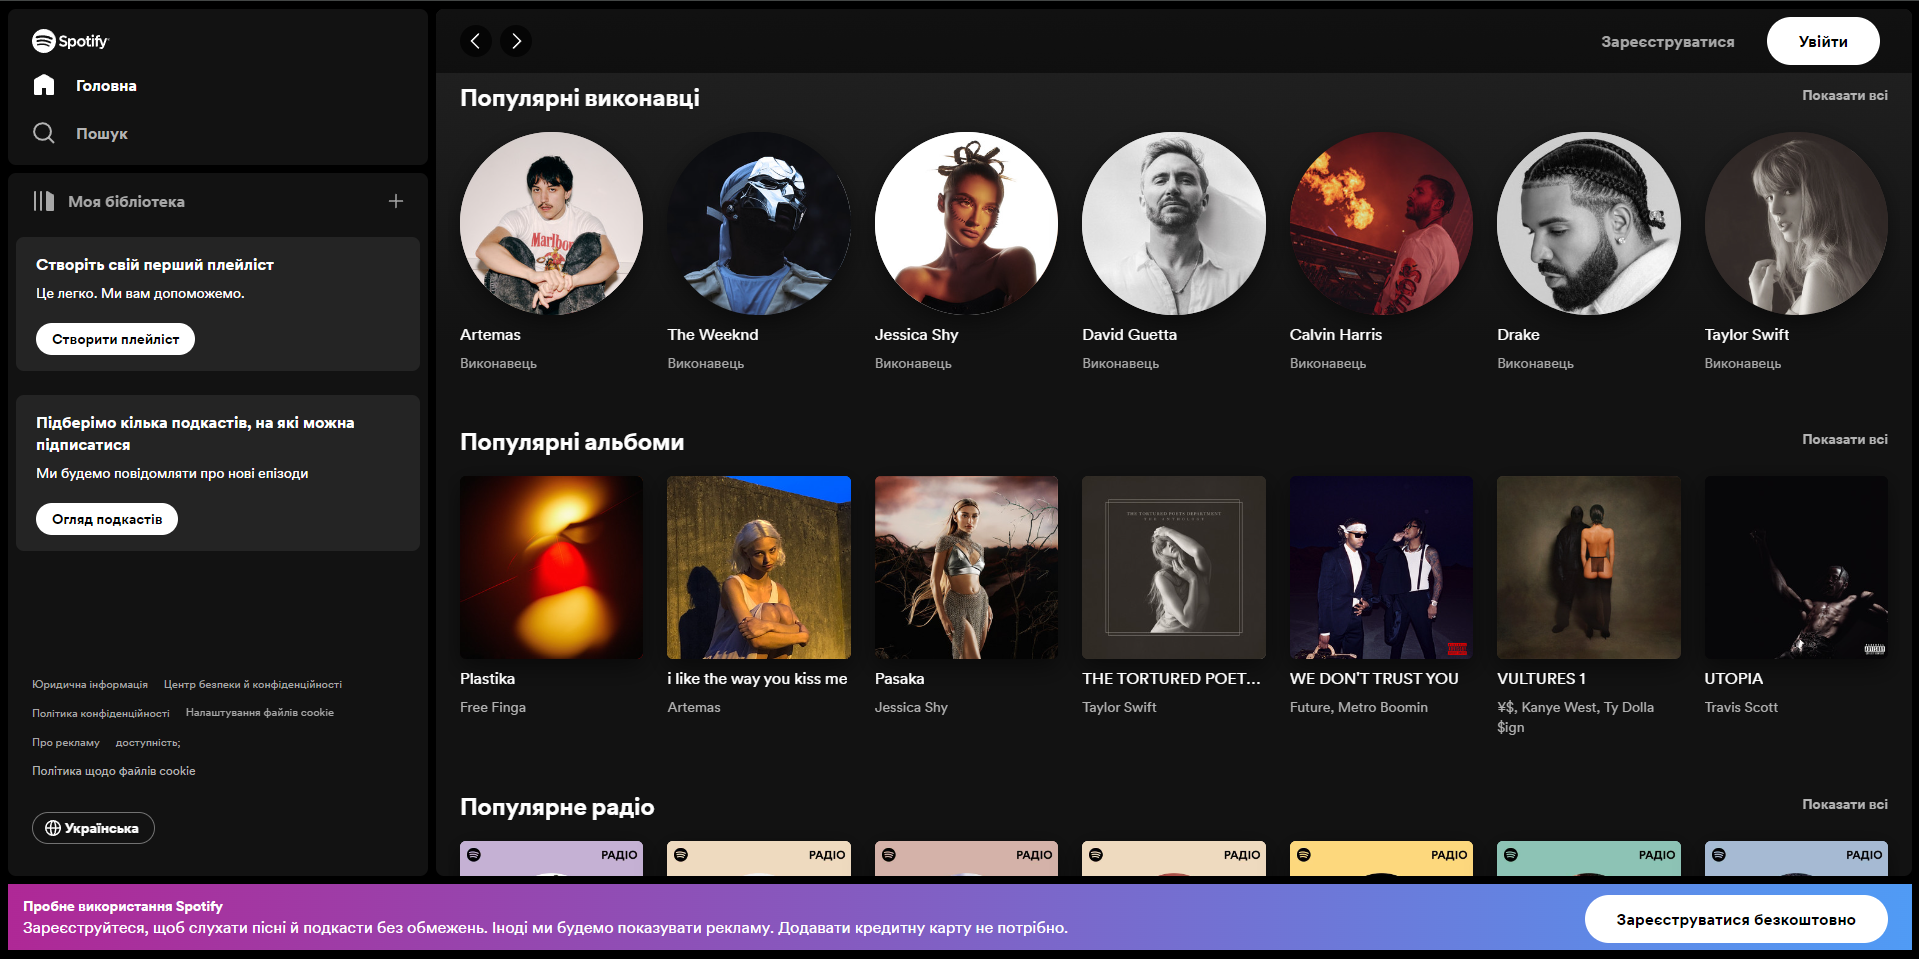 Spotify
Головна
Пошук
Моя бібліотека
Створіть свій перший плейліст
Це легко. Ми вам допоможемо.
Створити плейліст
Підберімо кілька подкастів, на які можна
підписатися
Ми будемо повідомляти про нові епізоди
Огляд подкастів
Юридична інформація Центр безпеки й конфіденційності
Політика конфіденційності Налаштування файлів cookie
Про рекламу доступність;
Політика щодо файлів cookie
Українська
Зареєструватися Увійти
Популярні виконавці Показати всі
Marlboro
Artemas The Weeknd Jessica Shy David Guetta Calvin Harris Drake Taylor Swift
Виконавець Виконавець Виконавець Виконавець Виконавець Виконавець Виконавець
Популярні альбоми Показати всі
THE TORTURED POETS DEPARTMENT
THE ANTHOLOGY
Plastika i like the way you kiss me Pasaka THE TORTURED POET... WE DON'T TRUST YOU VULTURES 1 UTOPIA
Free Finga Artemas Jessica Shy Taylor Swift Future, Metro Boomin ¥$, Kanye West, Ty Dolla Travis Scott
$ign
Популярне радіо Показати всі
РАДІО РАДІО РАДІО РАДІО РАДІО РАДІО РАДІО
Пробне використання Spotify
Зареєструйтеся, щоб слухати пісні й подкасти без обмежень. Іноді ми будемо показувати рекламу. Додавати кредитну карту не потрібно.
Зареєструватися безкоштовно